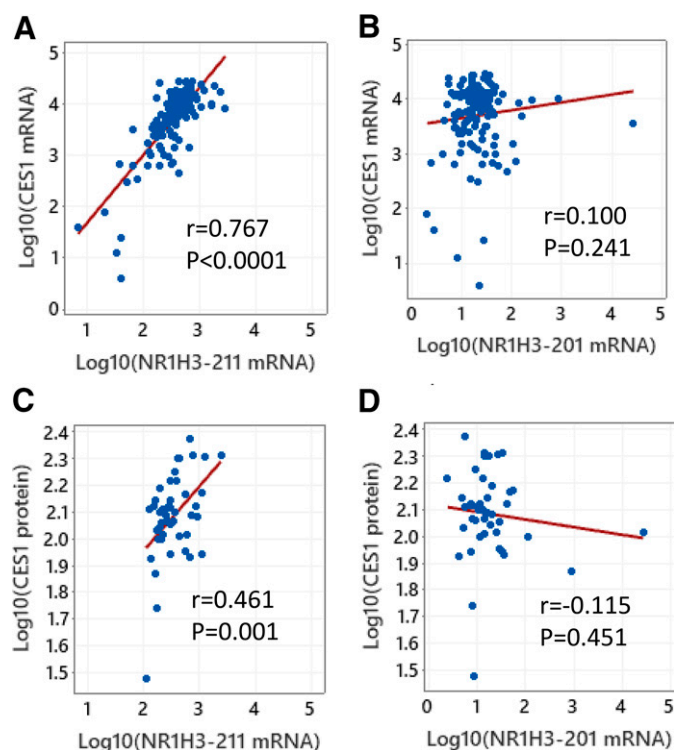 A
Log10(CES1 mRNA)
5
4
3
2
1
0
r=0.767
P<0.0001
1 2 3 4 5
Log10(NR1H3-211 mRNA)
B
Log10(CES1 mRNA)
5
4
3
2
1
r=0.100
P=0.241
0 1 2 3 4 5
Log10(NR1H3-201 mRNA)
C
Log10(CES1 protein)
2.4
2.3
2.2
2.1
2.0
1.9
1.8
1.7
1.6
1.5
r=0.461
P=0.001
1 2 3 4 5
Log10(NR1H3-211 mRNA)
D
Log10(CES1 protein)
2.4
2.3
2.2
2.1
2.0
1.9
1.8
1.7
1.6
1.5
r=-0.115
P=0.451
0 1 2 3 4 5
Log10(NR1H3-201 mRNA)